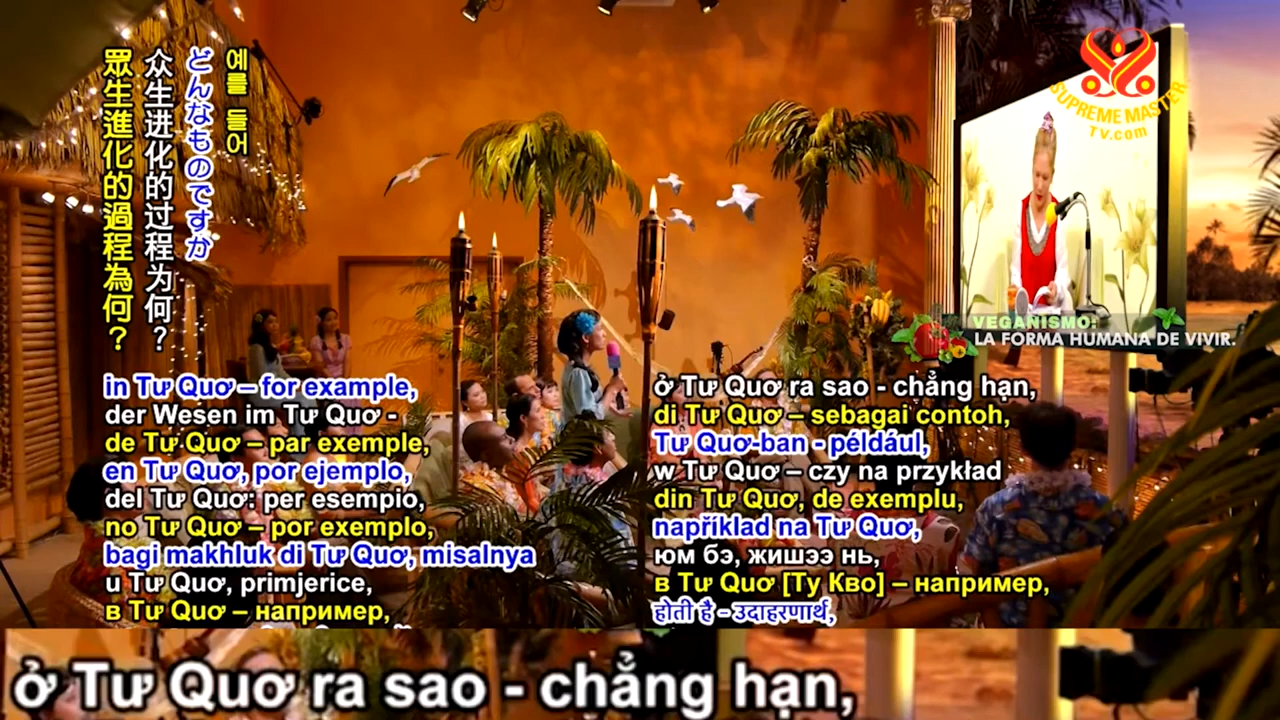 예를 들어
どんなものですか
众生进化的过程为何？
眾生進化的過程為何？
SUPREME MASTER
TV.com
VEGANISMO:
LA FORMA HUMANA DE VIVIR.
in Tư Quơ – for example,
der Wesen im Tư Quơ -
de Tư Quơ – par exemple,
en Tư Quơ, por ejemplo,
del Tư Quơ: per esempio,
no Tư Quơ – por exemplo,
bagi makhluk di Tư Quơ, misalnya
u Tư Quơ, primjerice,
в Тư Quơ – например,
ở Tư Quơ ra sao - chẳng hạn,
di Tư Quơ – sebagai contoh,
Tư Quơ-ban - például,
w Tư Quơ – czy na przykład
din Tư Quơ, de exemplu,
například na Tư Quơ,
юм бэ, жишээ нь,
в Tư Quơ [Ту Кво] – например,
होती है – उदाहरणार्थ,
ở Tư Quơ ra sao - chẳng hạn,